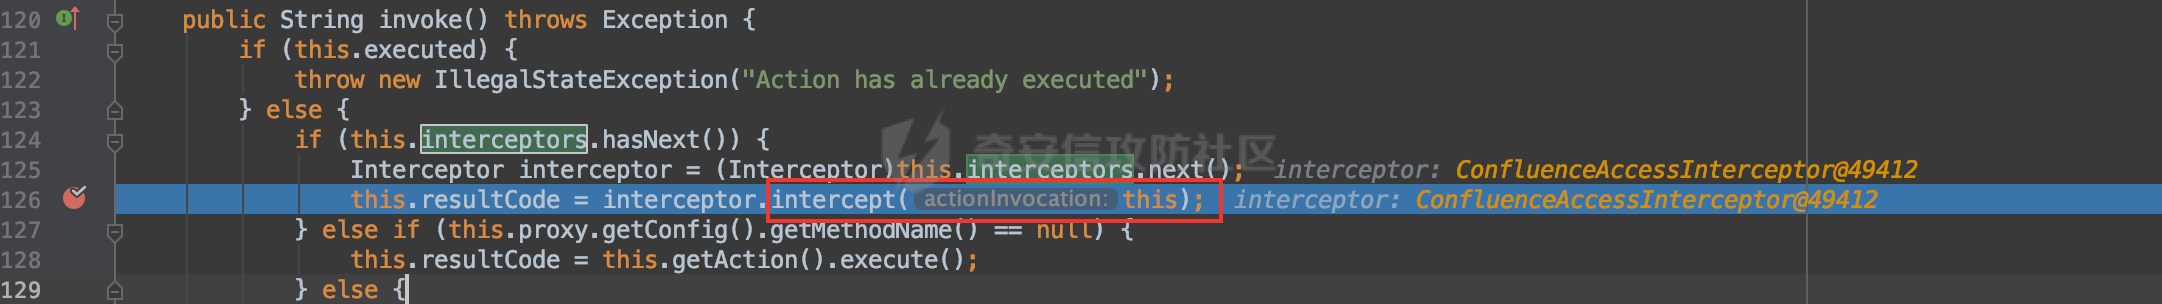 120 public String invoke() throws Exception {
121 if (this.executed) {
122 throw new IllegalStateException("Action has already executed");
123 } else {
124 if (this.interceptors.hasNext()) {
奇安信攻防社区
125 Interceptor interceptor = (Interceptor)this.interceptors.next(); interceptor: ConfluenceAccessInterceptor@49412
126 this.resultCode = interceptor.intercept( actionInvocation: this); interceptor: ConfluenceAccessInterceptor@49412
127 } else if (this.proxy.getConfig().getMethodName() == null) {
128 this.resultCode = this.getAction().execute();
129 } else {